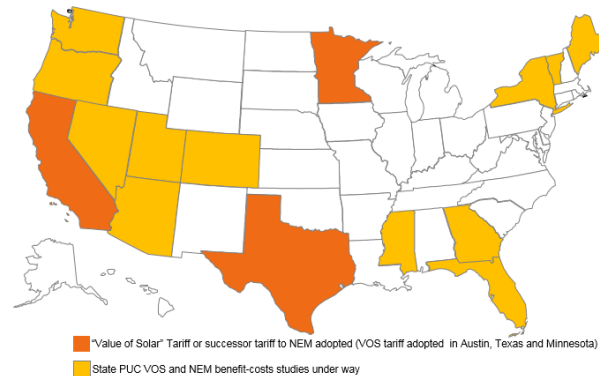 "Value of Solar" Tariff or successor tariff to NEM adopted (VOS tariff adopted in Austin, Texas and Minnesota)
State PUC VOS and NEM benefit-costs studies under way